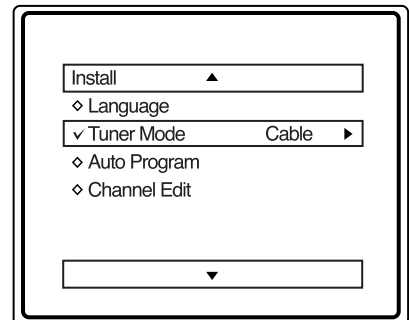 Install ▲
◇ Language
✓ Tuner Mode Cable ▶
◇ Auto Program
◇ Channel Edit
▼